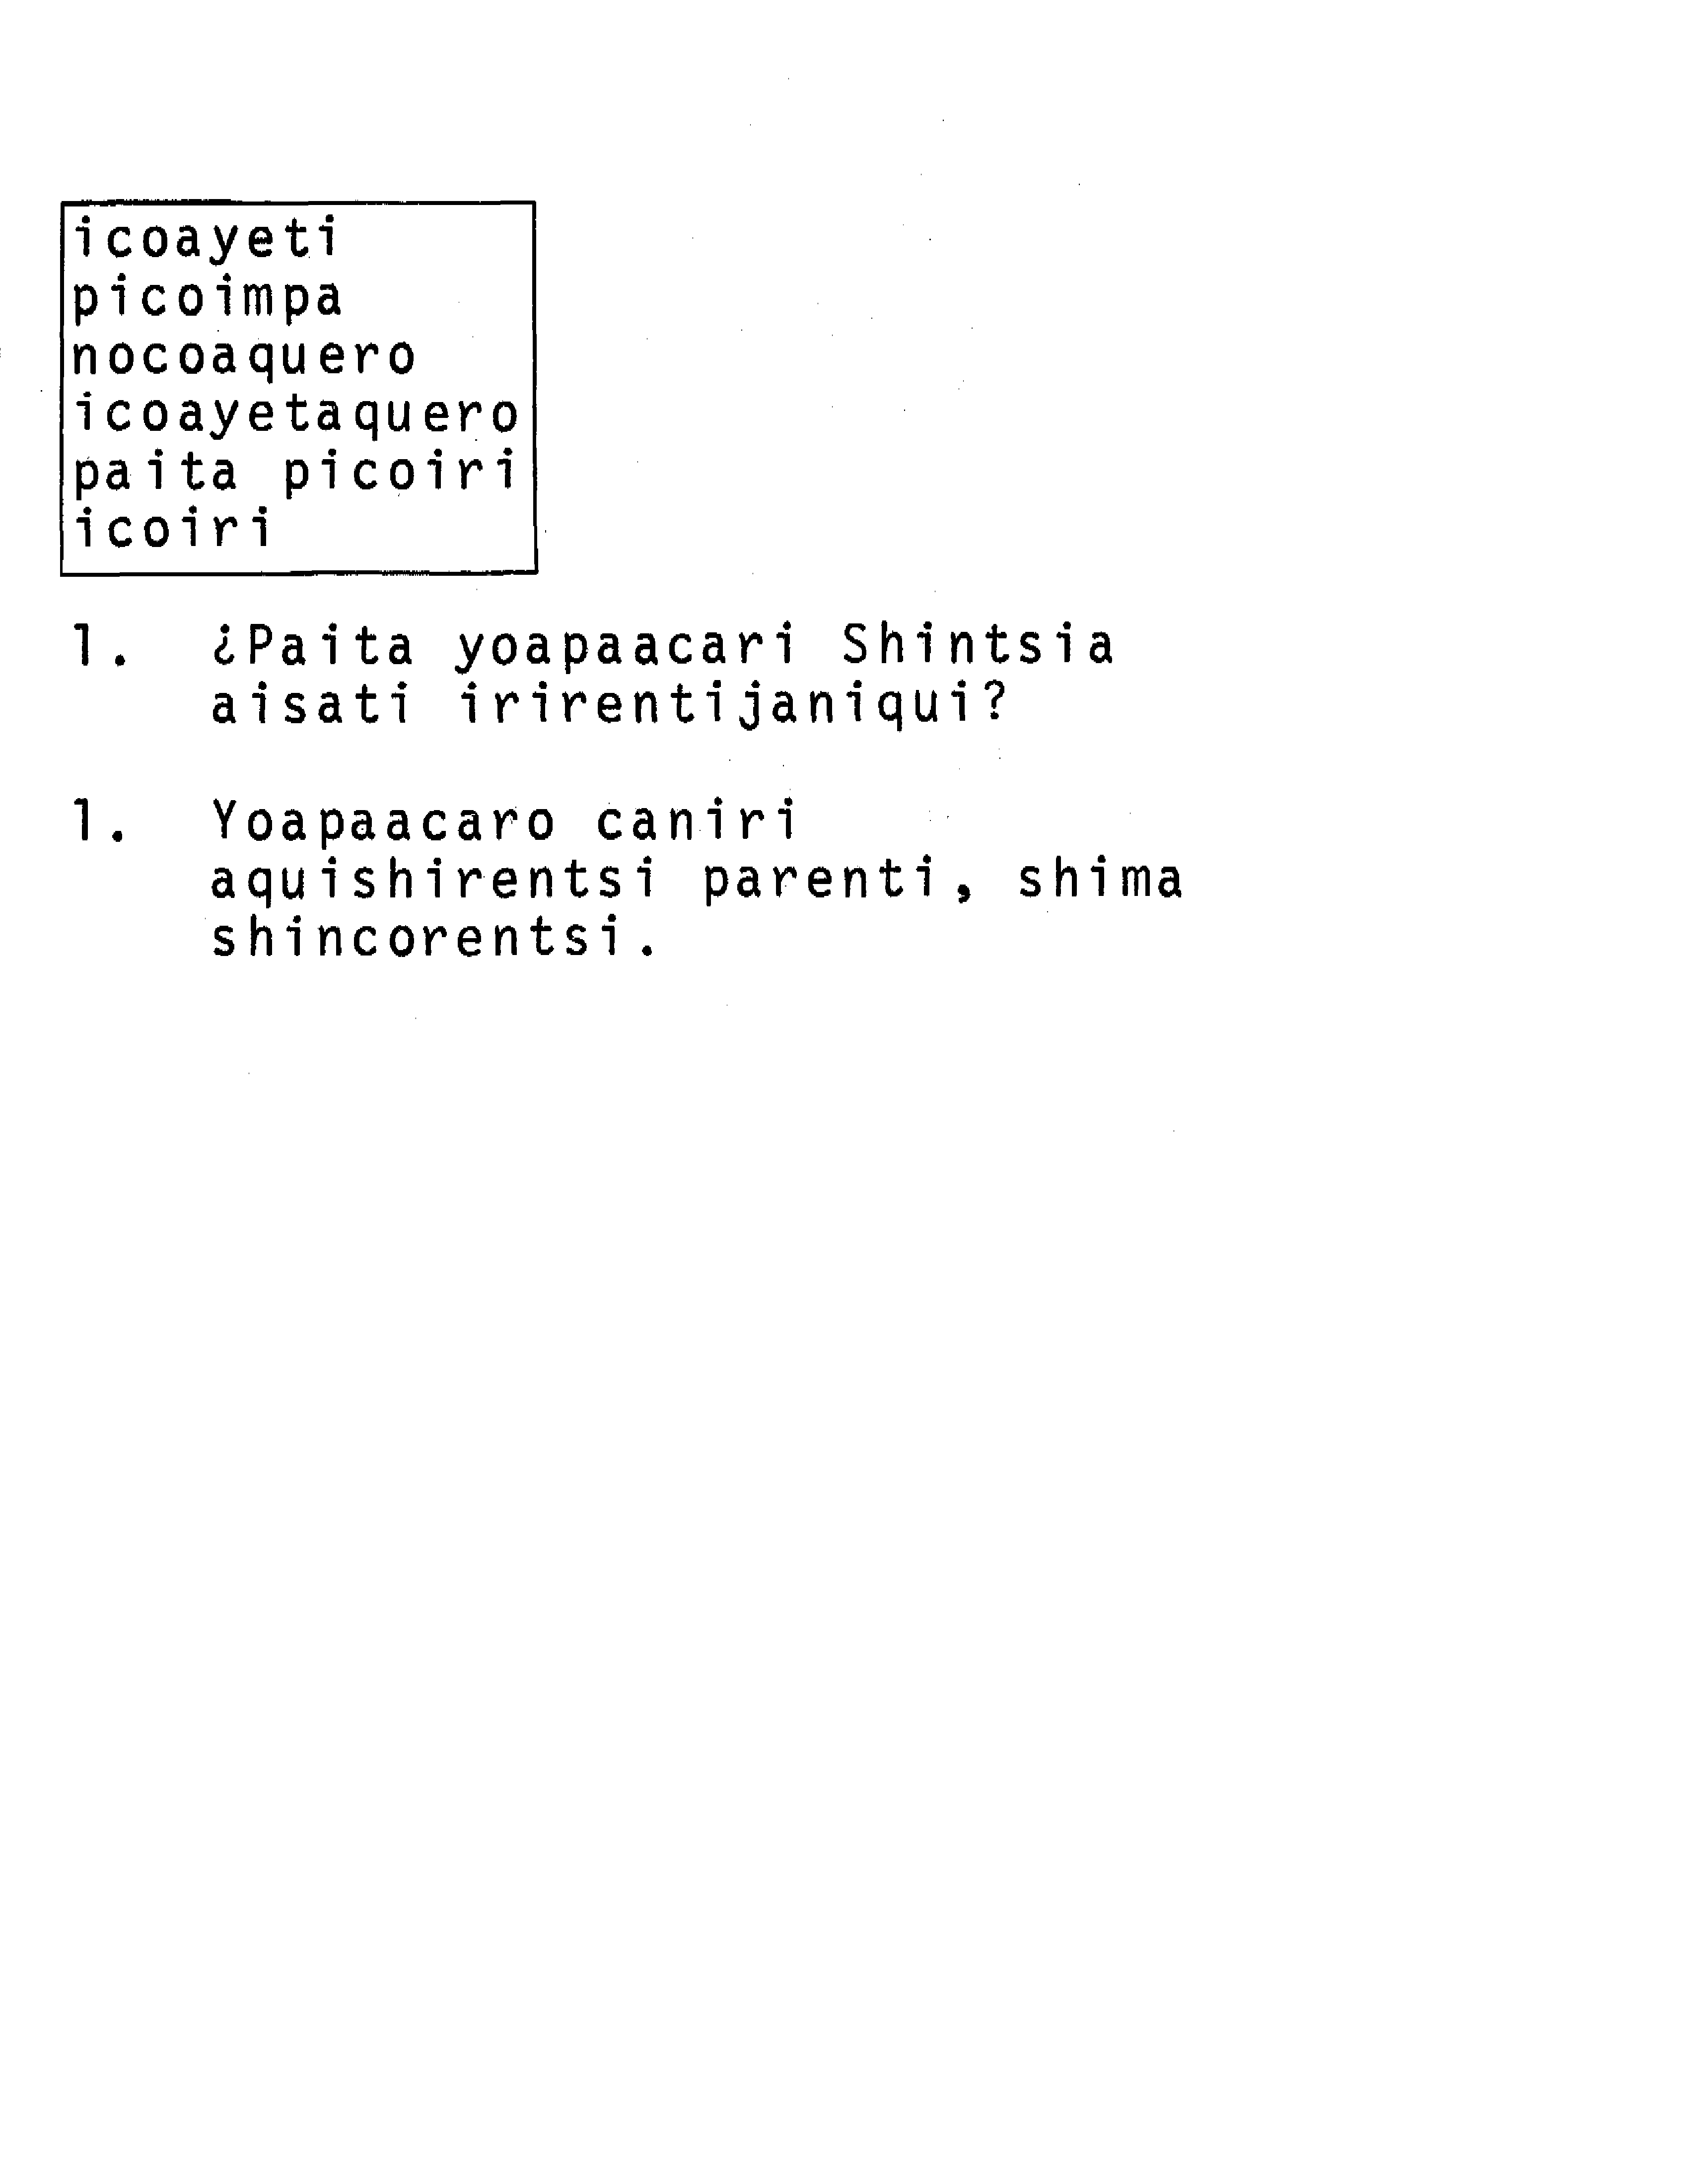 icoayeti
picoimpa
nocoaquero
icoayetaquero
paita picoiri
icoiri
1. ¿Paita yoapaacari Shintsia
aisati irirentijaniqui?
1. Yoapaacaro caniri
aquishirentsi parenti, shima
shincorentsi.